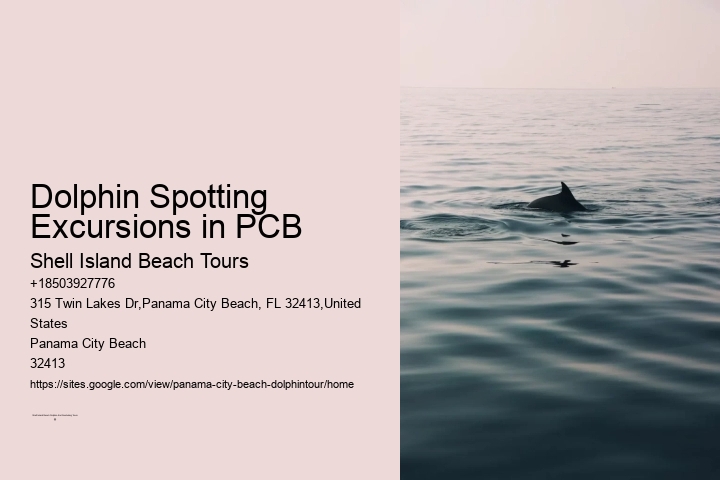 Dolphin Spotting
Excursions in PCB
Shell Island Beach Tours
+18503927776
315 Twin Lakes Dr,Panama City Beach, FL 32413,United
States
Panama City Beach
32413
https://sites.google.com/view/panama-city-beach-dolphintour/home